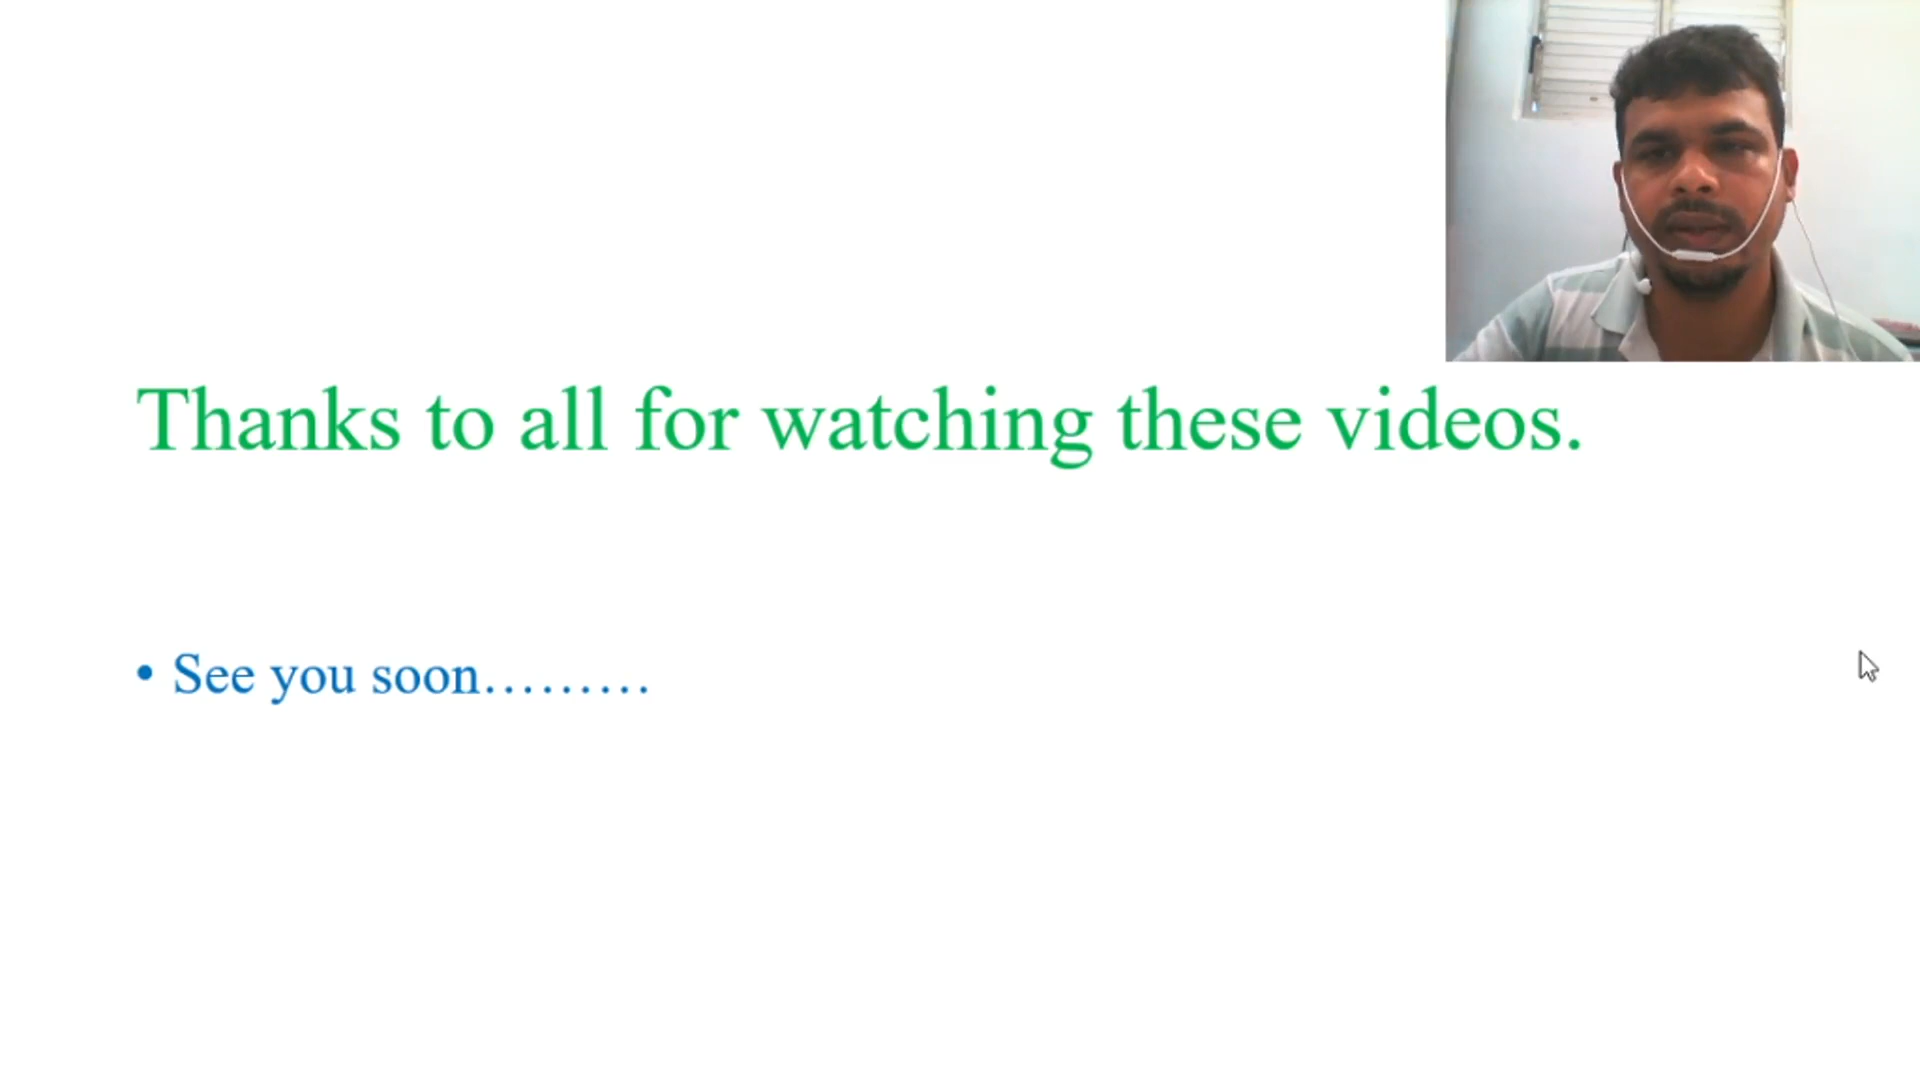 Thanks to all for watching these videos.
• See you soon………